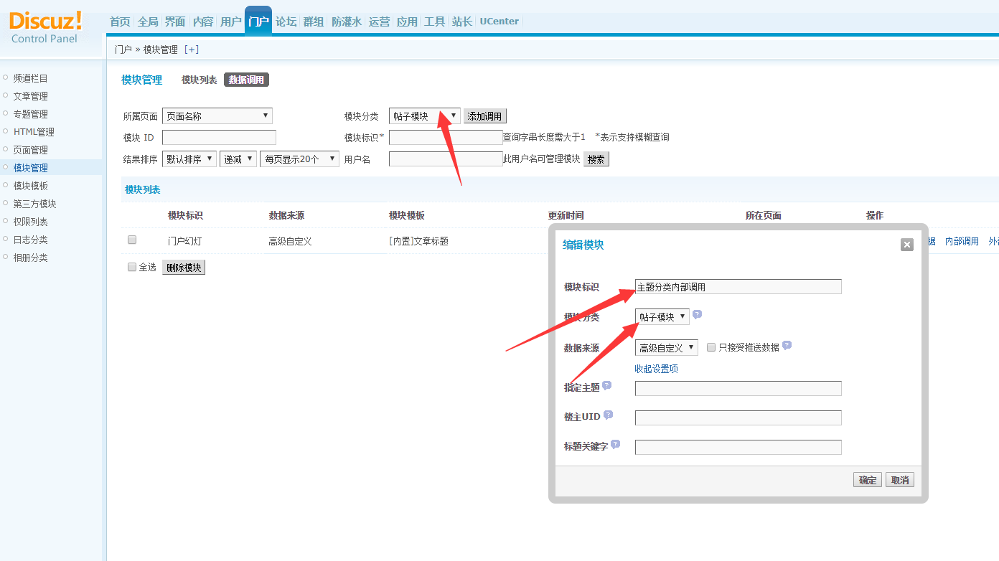 Discuz!
Control Panel
首页 全局 界面 内容 用户 门户 论坛 群组 防灌水 运营 应用 工具 站长 UCenter
门户 » 模块管理 [+]
频道栏目
文章管理
专题管理
HTML管理
页面管理
模块管理
模块模板
第三方模块
权限列表
日志分类
相册分类
模块管理 模块列表 数据调用
所属页面 页面名称 模块分类 帖子模块 添加调用
模块 ID 模块标识* 查询字串长度需大于1 *表示支持模糊查询
结果排序 默认排序 递减 每页显示20个 用户名 此用户名可管理模块 搜索
模块列表
模块标识 数据来源 模块模板 更新时间 所在页面 操作
门户幻灯 高级自定义 [内置]文章标题 据 内部调用
全选 删除模块
编辑模块
模块标识 主题分类内部调用
模块分类 帖子模块
数据来源 高级自定义 只接受推送数据
收起设置项
指定主题
楼主UID
标题关键字
确定 取消